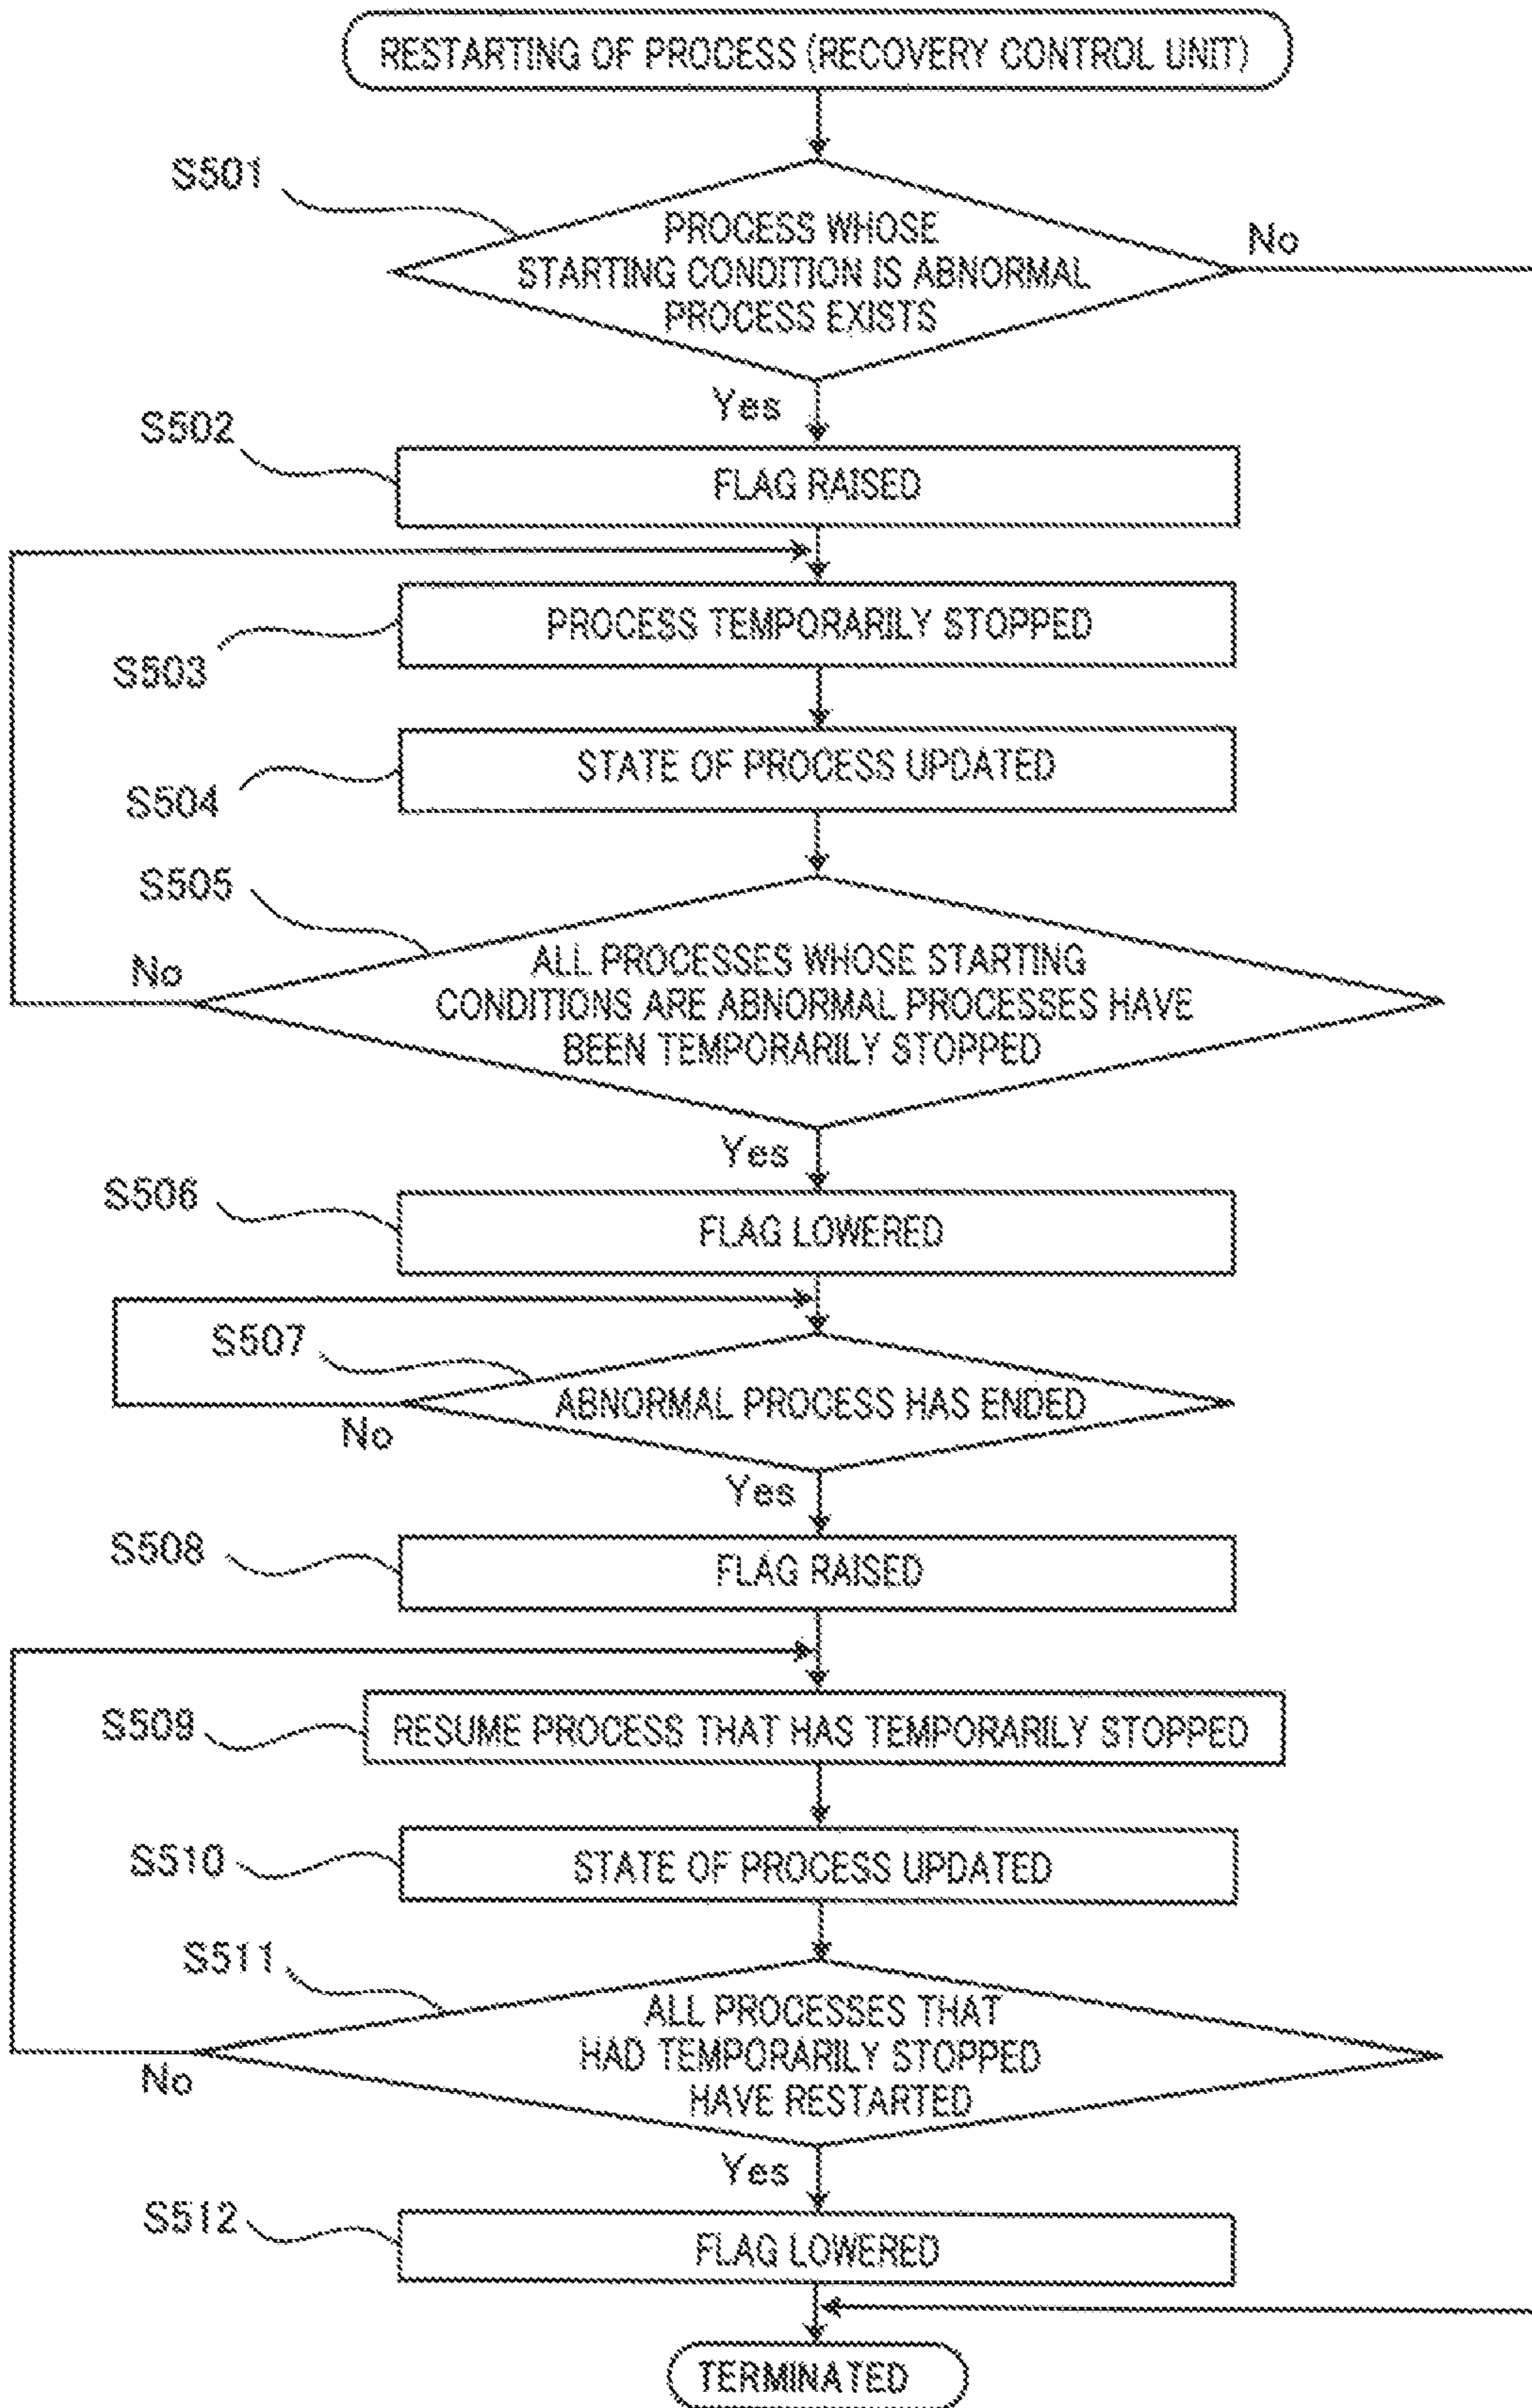 RESTARTING OF PROCESS (RECOVERY CONTROL UNIT)
S501
PROCESS WHOSE
STARTING CONDITION IS ABNORMAL
PROCESS EXISTS
No
Yes
S502
FLAG RAISED
PROCESS TEMPORARILY STOPPED
S503
STATE OF PROCESS UPDATED
S504
S505
ALL PROCESSES WHOSE STARTING
CONDITIONS ARE ABNORMAL PROCESSES HAVE
BEEN TEMPORARILY STOPPED
No
Yes
S506
FLAG LOWERED
S507
ABNORMAL PROCESS HAS ENDED
No
Yes
S508
FLAG RAISED
S509
RESUME PROCESS THAT HAS TEMPORARILY STOPPED
S510
STATE OF PROCESS UPDATED
S511
ALL PROCESSES THAT
HAD TEMPORARILY STOPPED
HAVE RESTARTED
No
Yes
S512
FLAG LOWERED
TERMINATED